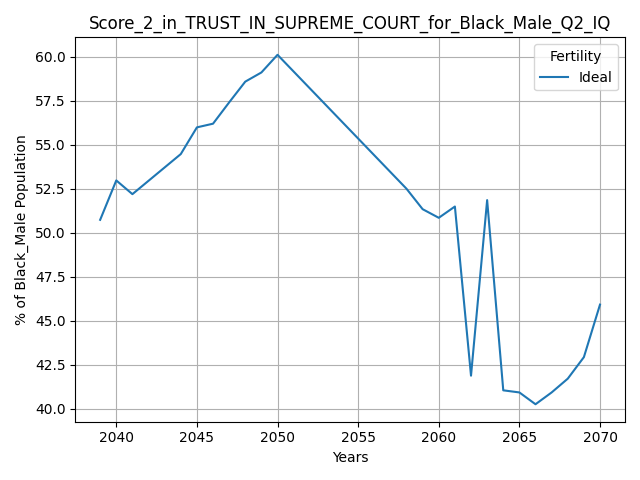 Score_2_in_TRUST_IN_SUPREME_COURT_for_Black_Male_Q2_IQ
Fertility
Ideal
% of Black_Male Population
60.0
57.5
55.0
52.5
50.0
47.5
45.0
42.5
40.0
2040 2045 2050 2055 2060 2065 2070
Years